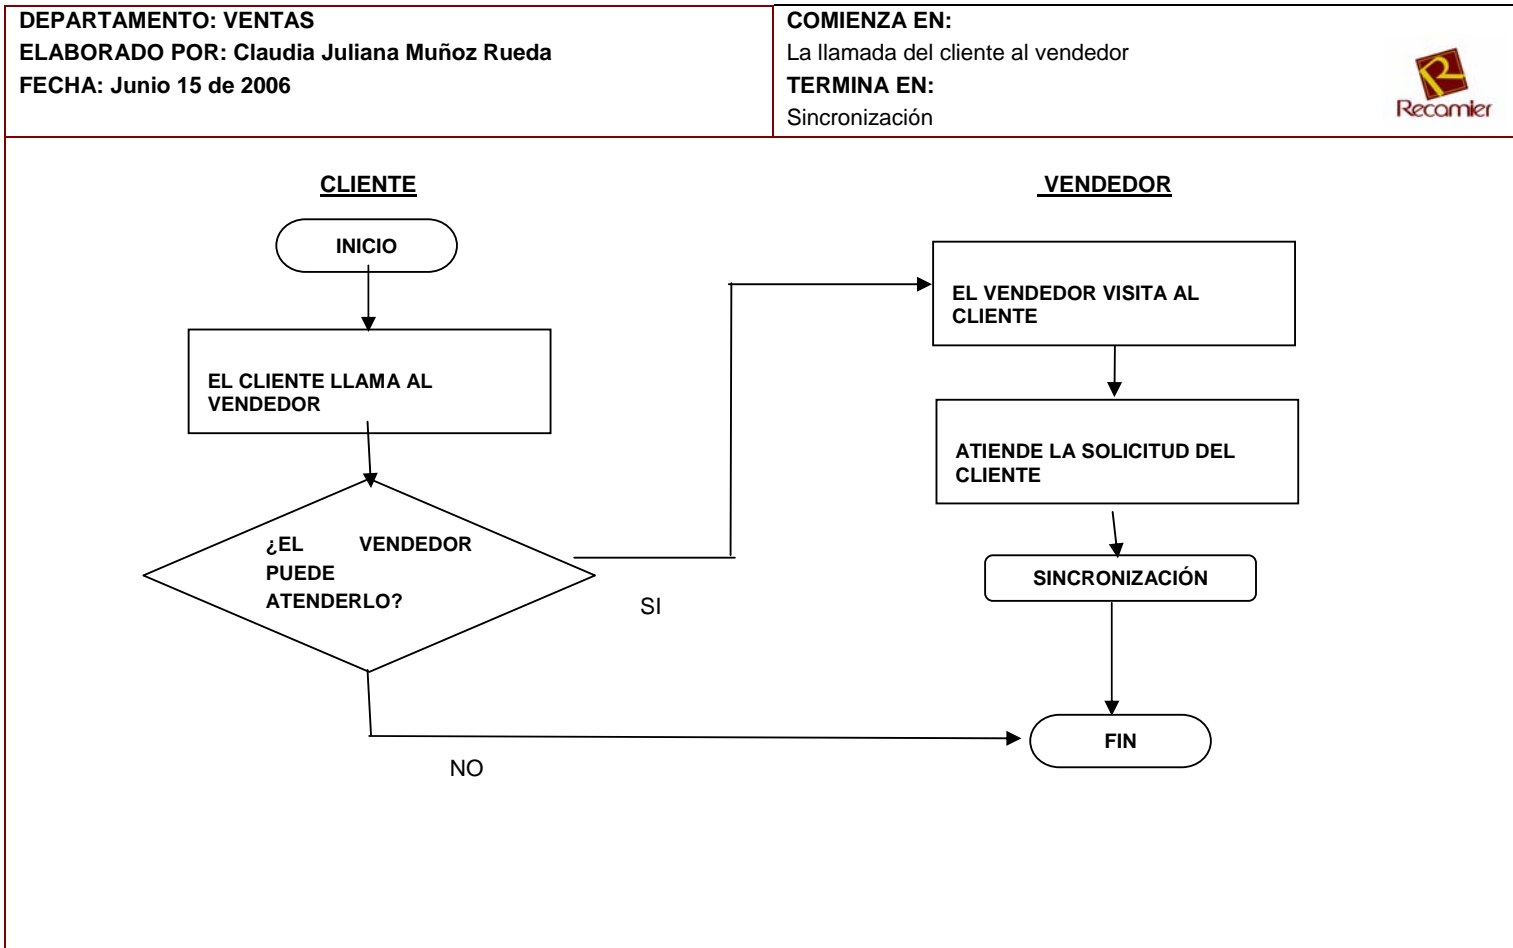 DEPARTAMENTO: VENTAS
ELABORADO POR: Claudia Juliana Muñoz Rueda
FECHA: Junio 15 de 2006
COMIENZA EN:
La llamada del cliente al vendedor
TERMINA EN:
Sincronización
Recamier
CLIENTE
INICIO
EL CLIENTE LLAMA AL
VENDEDOR
¿EL VENDEDOR
PUEDE
ATENDERLO?
SI
NO
VENDEDOR
EL VENDEDOR VISITA AL
CLIENTE
ATIENDE LA SOLICITUD DEL
CLIENTE
SINCRONIZACIÓN
FIN